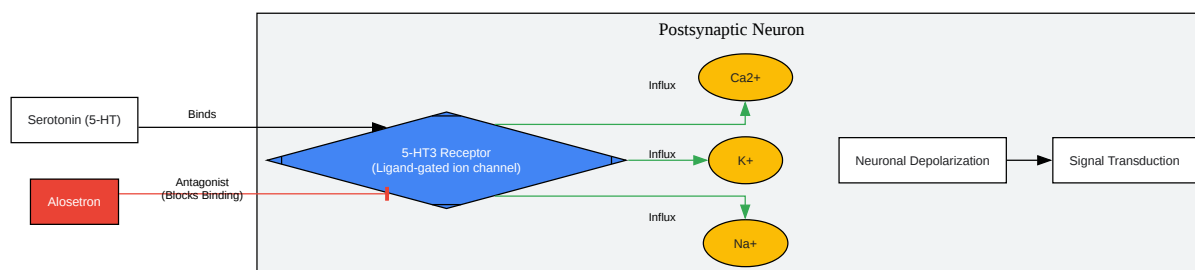 Postsynaptic Neuron
Serotonin (5-HT)
Binds
5-HT3 Receptor
(Ligand-gated ion channel)
Influx
Ca2+
Influx
K+
Influx
Na+
Neuronal Depolarization
Signal Transduction
Alosetron
Antagonist
(Blocks Binding)